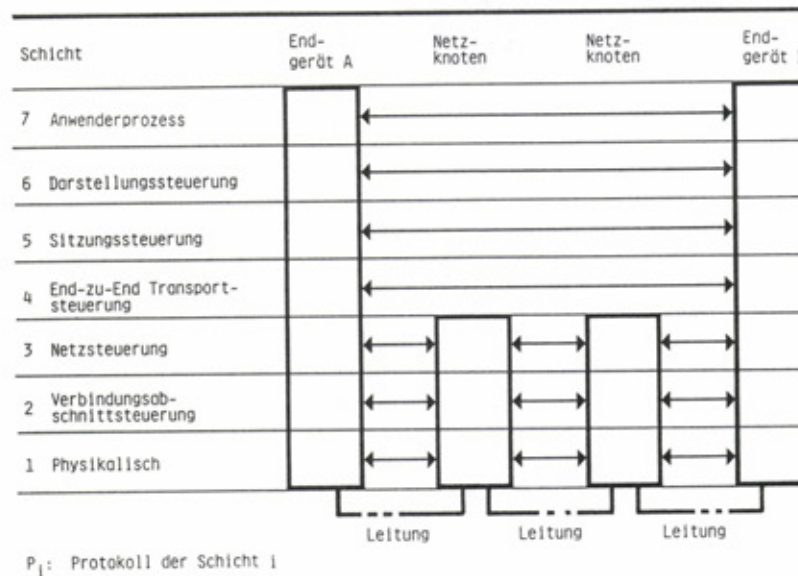 Schicht
End-
gerät A
Netz-
knoten
Netz-
knoten
End-
gerät
7 Anwenderprozess
6 Darstellungssteuerung
5 Sitzungssteuerung
4 End-zu-End Transport-
steuerung
3 Netzsteuerung
2 Verbindungsab-
schnittsteuerung
1 Physikalisch
Leitung
Leitung
Leitung
Pi: Protokoll der Schicht i